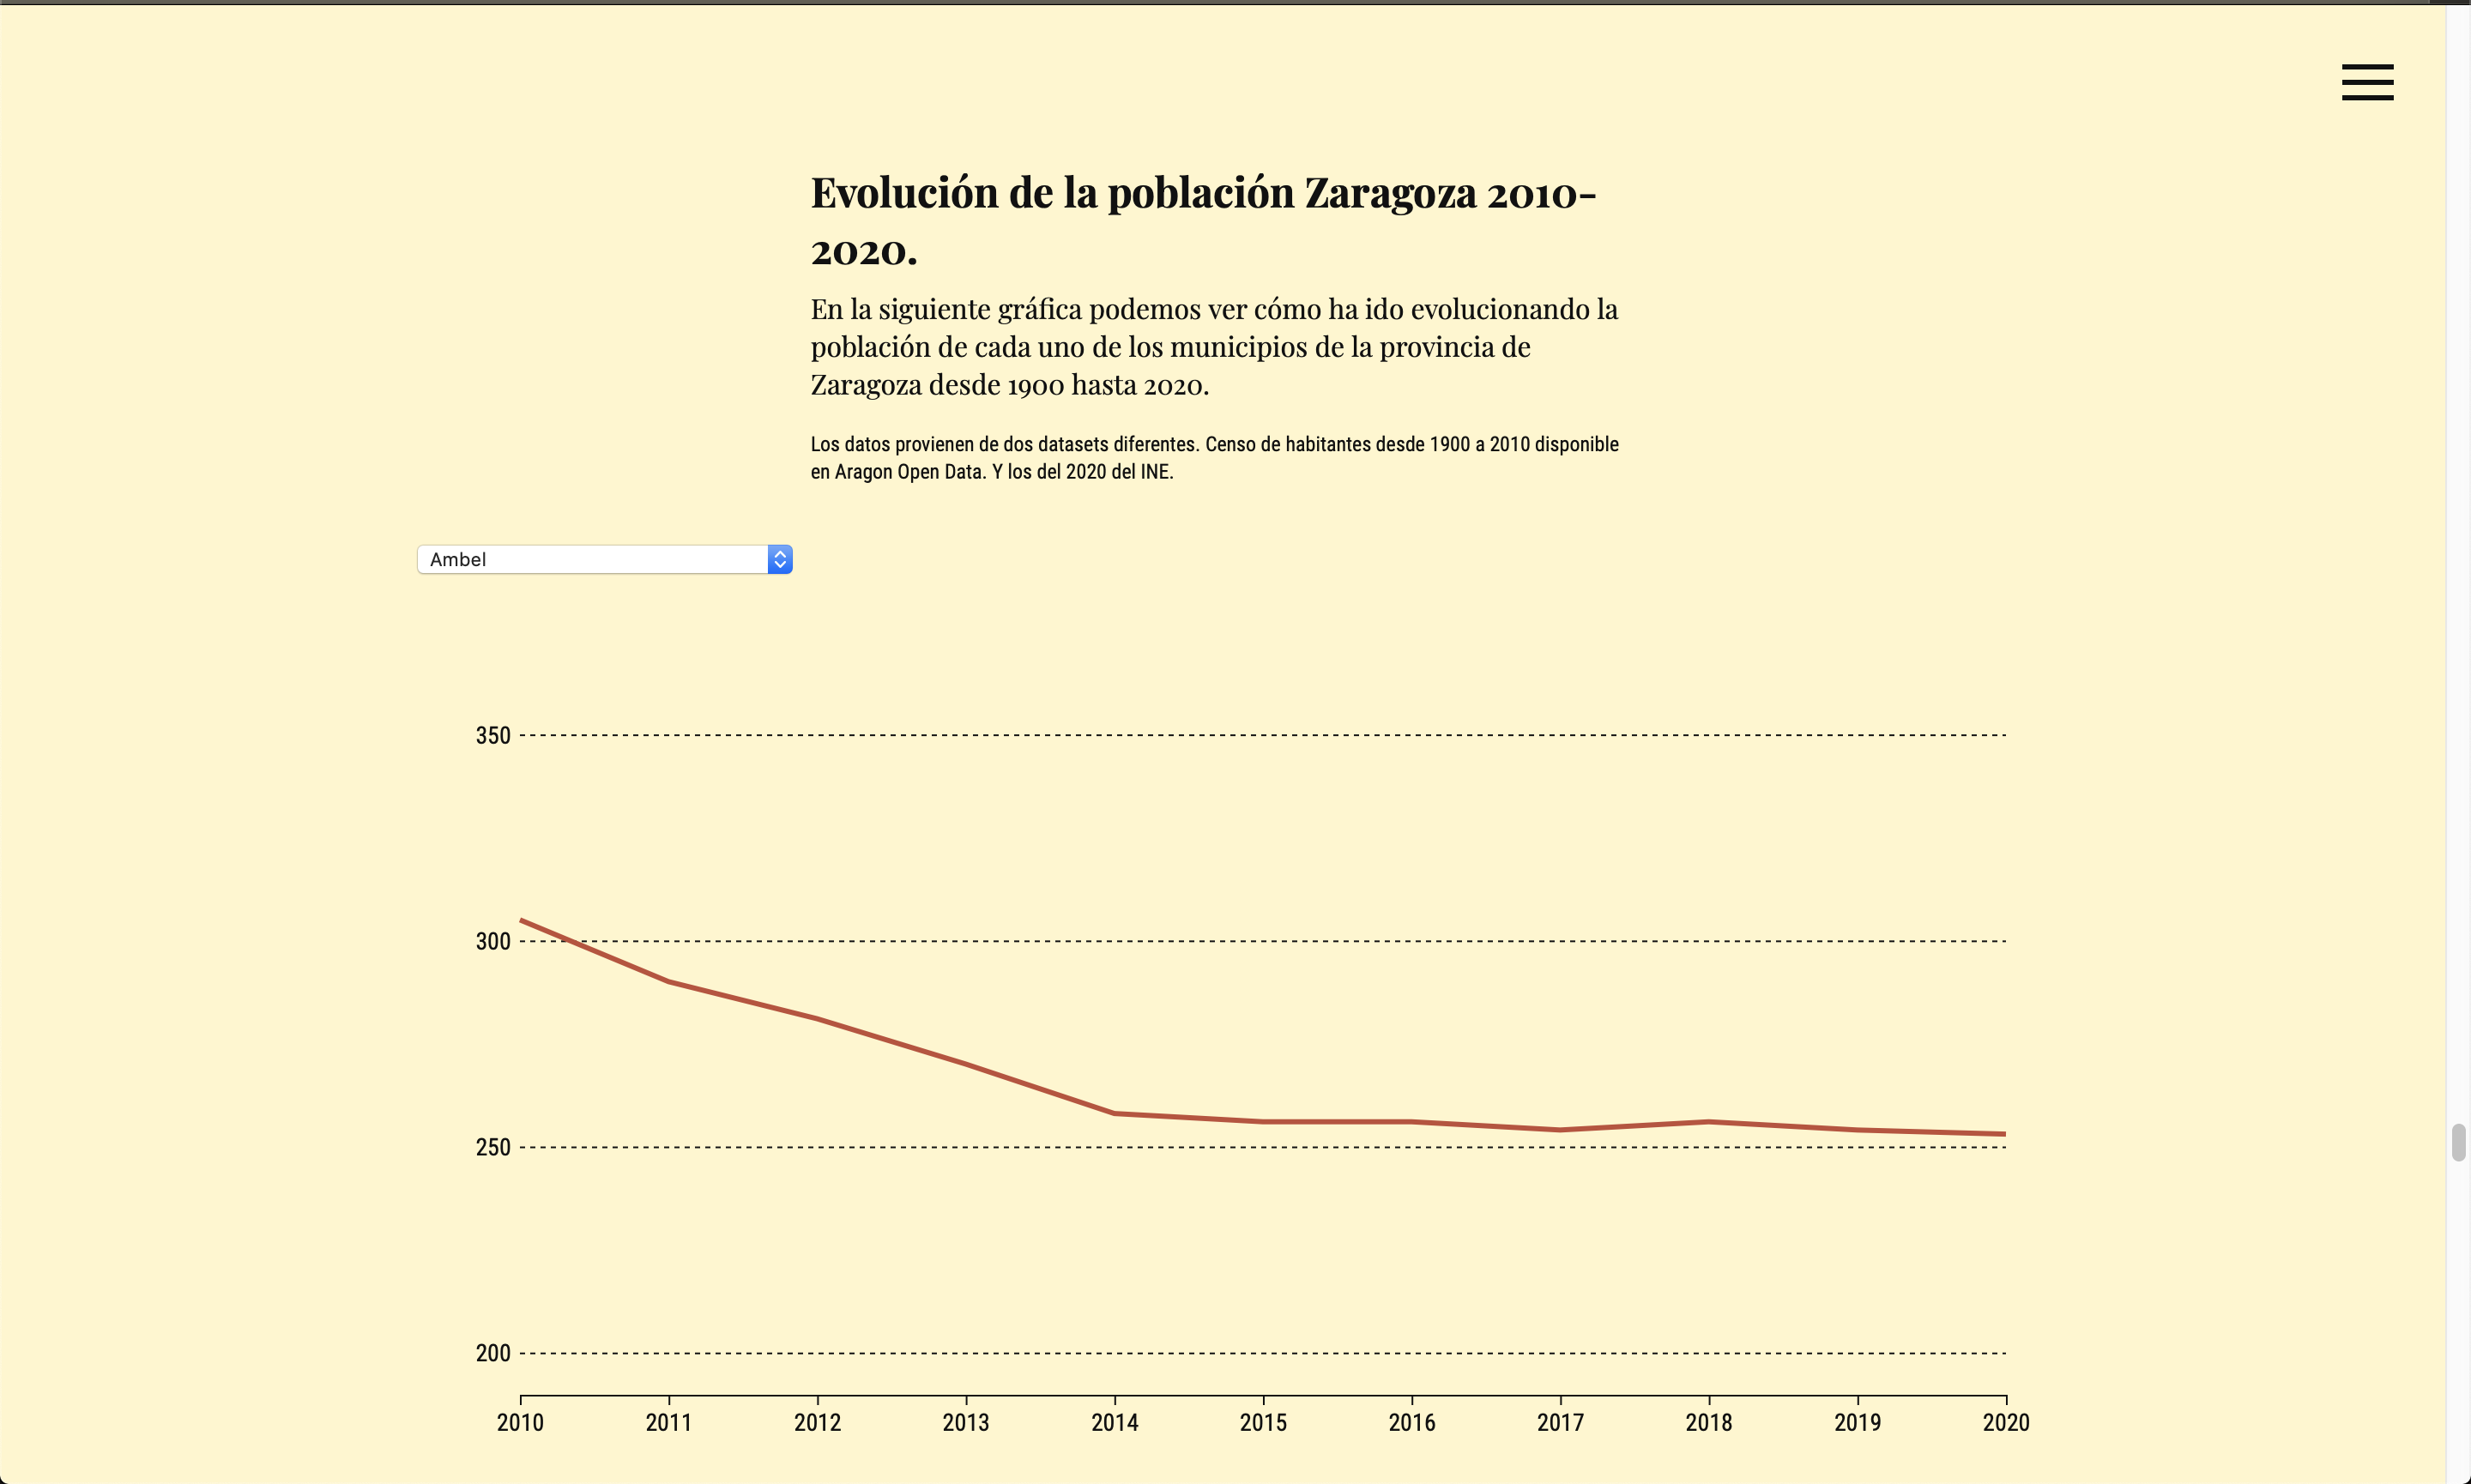 Evolución de la población Zaragoza 2010-
2020.
En la siguiente gráfica podemos ver cómo ha ido evolucionando la
población de cada uno de los municipios de la provincia de
Zaragoza desde 1900 hasta 2020.
Los datos provienen de dos datasets diferentes. Censo de habitantes desde 1900 a 2010 disponible
en Aragon Open Data. Y los del 2020 del INE.
Ambel
350
300
250
200
2010 2011 2012 2013 2014 2015 2016 2017 2018 2019 2020